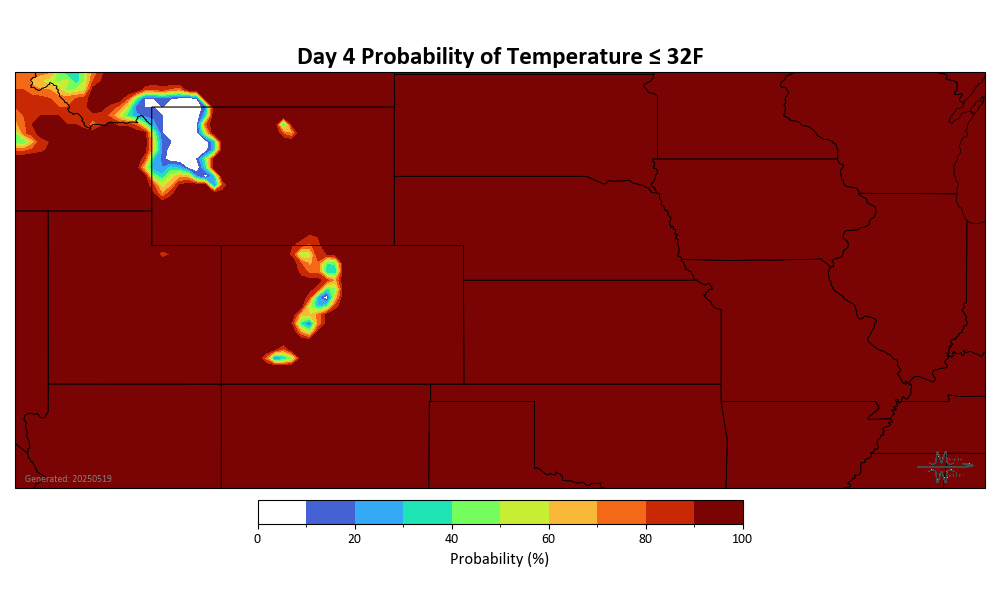 Day 4 Probability of Temperature ≤ 32F
Generated: 20250519
0 20 40 60 80 100
Probability (%)